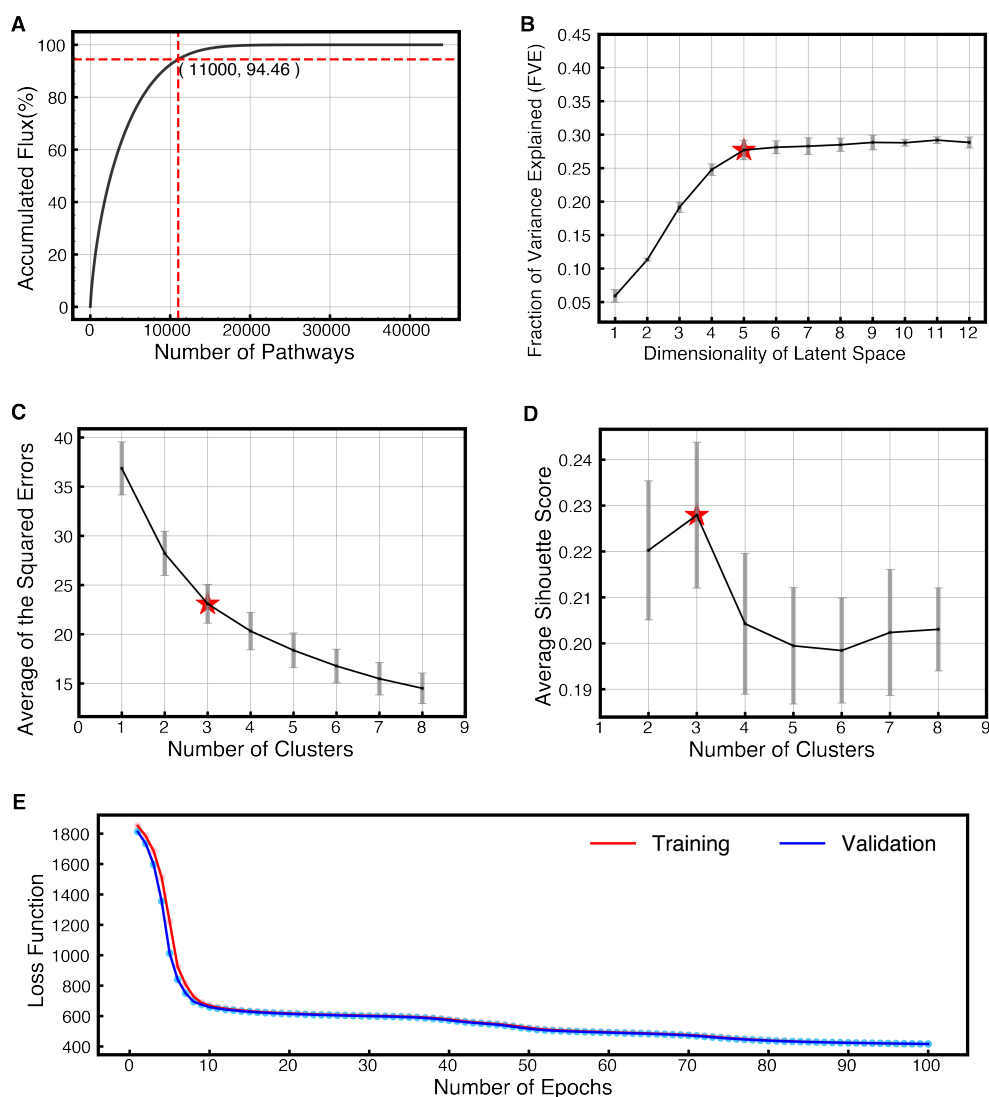 A
Accumulated Flux(%)
100
80
60
40
20
0
( 11000, 94.46 )
0 10000 20000 30000 40000
Number of Pathways
B
Fraction of Variance Explained (FVE)
0.45
0.40
0.35
0.30
0.25
0.20
0.15
0.10
0.05
1 2 3 4 5 6 7 8 9 10 11 12
Dimensionality of Latent Space
C
Average of the Squared Errors
40
35
30
25
20
15
0 1 2 3 4 5 6 7 8 9
Number of Clusters
D
Average Sihouette Score
0.24
0.23
0.22
0.21
0.20
0.19
1 2 3 4 5 6 7 8 9
Number of Clusters
E
Loss Function
1800
1600
1400
1200
1000
800
600
400
Training Validation
0 10 20 30 40 50 60 70 80 90 100
Number of Epochs